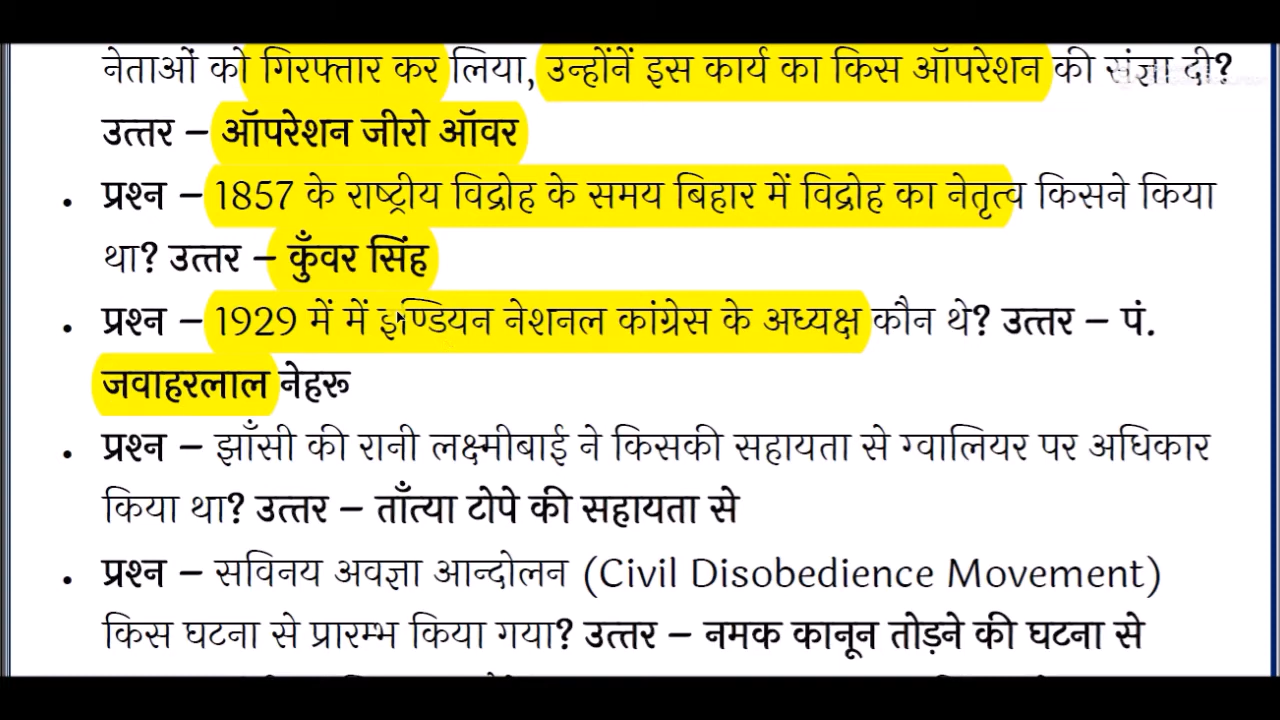 नेताओं को गिरफ्तार कर लिया, उन्होंनें इस कार्य का किस ऑपरेशन की संज्ञा दी?
उत्तर – ऑपरेशन जीरो ऑवर
• प्रश्न – 1857 के राष्ट्रीय विद्रोह के समय बिहार में विद्रोह का नेतृत्व किसने किया
था? उत्तर – कुँवर सिंह
• प्रश्न – 1929 में में इण्डियन नेशनल कांग्रेस के अध्यक्ष कौन थे? उत्तर – पं.
जवाहरलाल नेहरू
• प्रश्न – झाँसी की रानी लक्ष्मीबाई ने किसकी सहायता से ग्वालियर पर अधिकार
किया था? उत्तर – ताँत्या टोपे की सहायता से
• प्रश्न – सविनय अवज्ञा आन्दोलन (Civil Disobedience Movement)
किस घटना से प्रारम्भ किया गया? उत्तर – नमक कानून तोड़ने की घटना से